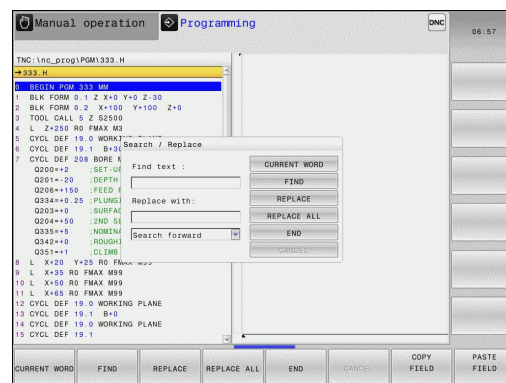 Manual operation
Programming
DNC
06:57
TNC:\nc_prog\PGM\333.H
→333.H
0 BEGIN PGM 333 MM
1 BLK FORM 0.1 Z X+0 Y+0 Z-30
2 BLK FORM 0.2 X+100 Y+100 Z+0
3 TOOL CALL 5 Z S2500
4 L Z+250 R0 FMAX M3
5 CYCL DEF 19.0 WORKING PLANE
6 CYCL DEF 19.1 B+30
7 CYCL DEF 208 BORE M
Q200=+2 ;SET-UP
Q201=-20 ;DEPTH
Q206=+150 ;FEED R
Q334=+0.25 ;PLUNGI
Q203=+0 ;SURFAC
Q204=+50 ;2ND SE
Q335=+5 ;NOMINA
Q342=+0 ;ROUGHI
Q351=+1 ;CLIMB
8 L X+20 Y+25 R0 FMAX M99
9 L X+35 R0 FMAX M99
10 L X+50 R0 FMAX M99
11 L X+65 R0 FMAX M99
12 CYCL DEF 19.0 WORKING PLANE
13 CYCL DEF 19.1 B+0
14 CYCL DEF 19.0 WORKING PLANE
15 CYCL DEF 19.1
Search / Replace
Find text :
Replace with:
Search forward
CURRENT WORD
FIND
REPLACE
REPLACE ALL
END
CANCEL
CURRENT WORD
FIND
REPLACE
REPLACE ALL
END
CANCEL
COPY
FIELD
PASTE
FIELD